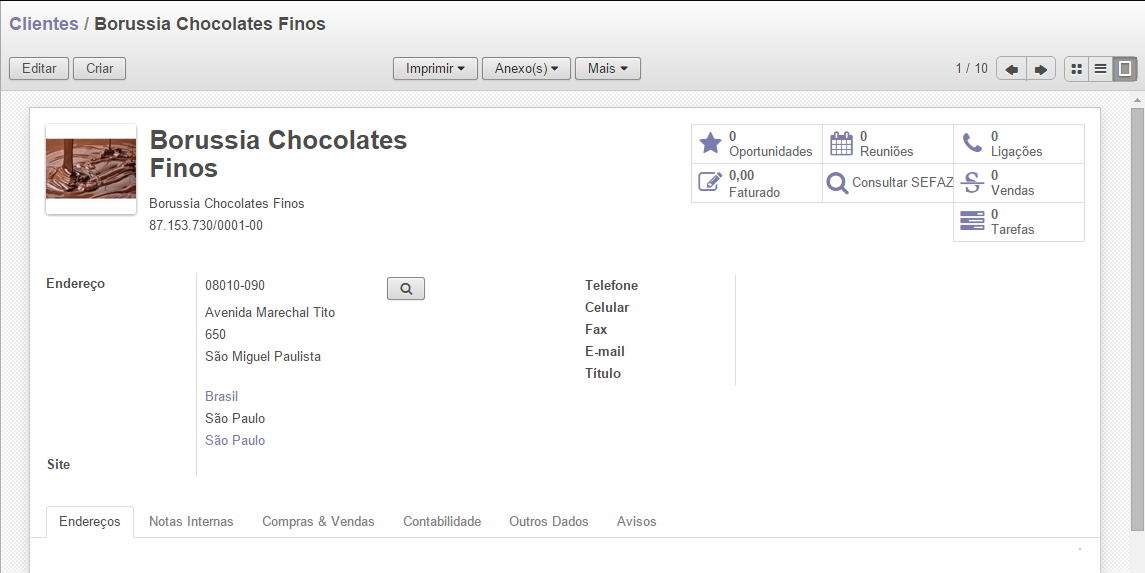 Clientes / Borussia Chocolates Finos
Editar Criar Imprimir Anexo(s) Mais 1 / 10
Borussia Chocolates
Finos
Borussia Chocolates Finos
87.153.730/0001-00
0
Oportunidades
0
Reuniões
0
Ligações
0,00
Faturado
Consultar SEFAZ
0
Vendas
0
Tarefas
Endereço
08010-090
Avenida Marechal Tito
650
São Miguel Paulista
Brasil
São Paulo
São Paulo
Site
Telefone
Celular
Fax
E-mail
Título
Endereços Notas Internas Compras & Vendas Contabilidade Outros Dados Avisos